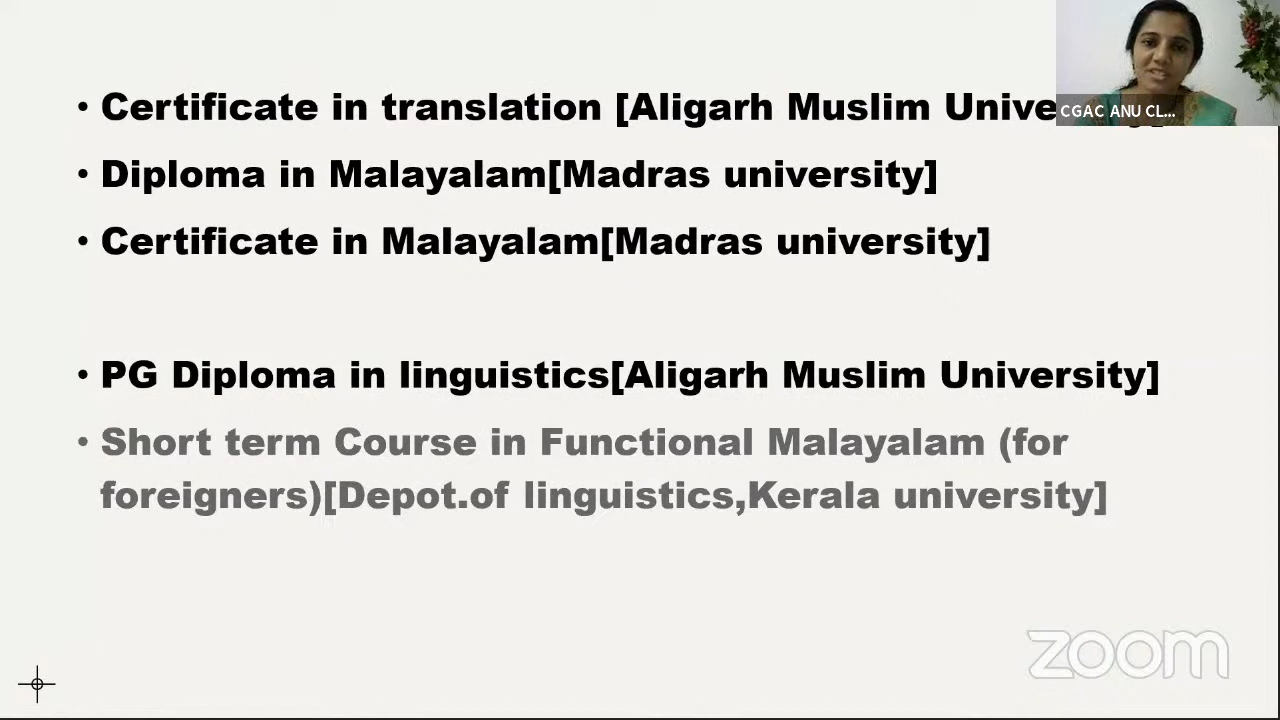 • Certificate in translation [Aligarh Muslim
• Diploma in Malayalam[Madras university]
• Certificate in Malayalam[Madras university]
• PG Diploma in linguistics[Aligarh Muslim University]
• Short term Course in Functional Malayalam (for
foreigners)[Depot.of linguistics,Kerala university]
CGAC ANU CL...
zoom